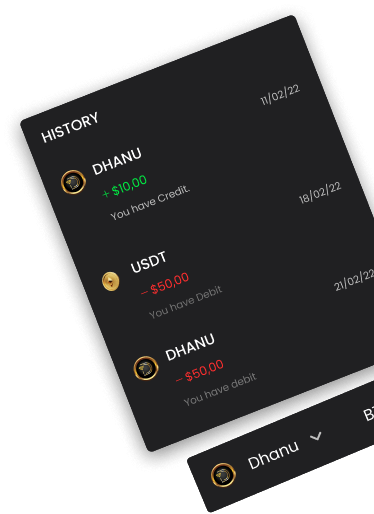 HISTORY
11/02/22
DHANU
+ $10,00
You have Credit.
18/02/22
USDT
- $50,00
You have Debit
21/02/22
DHANU
- $50,00
You have debit
Dhanu